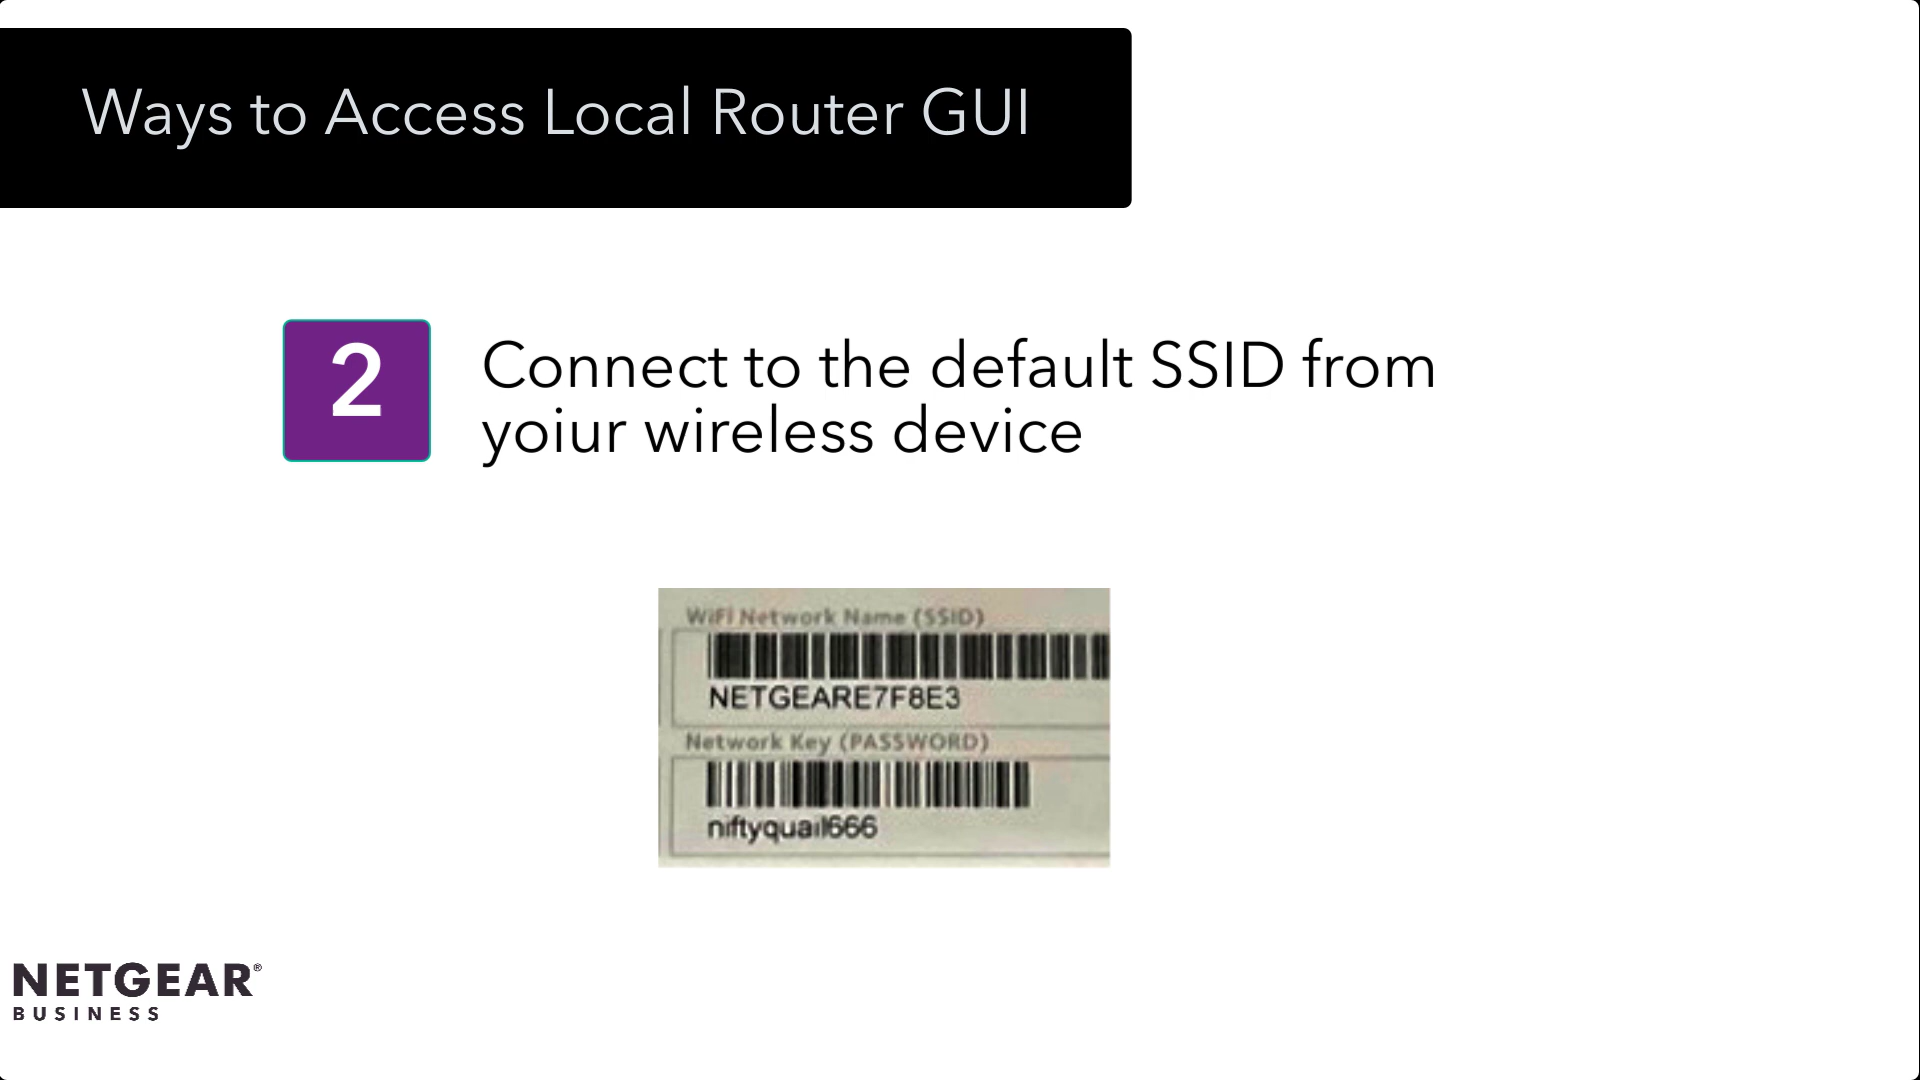 Ways to Access Local Router GUI
2
Connect to the default SSID from
yoiur wireless device
WiFi Network Name (SSID)
NETGEARE7F8E3
Network Key (PASSWORD)
niftyquail666
NETGEAR®
BUSINESS